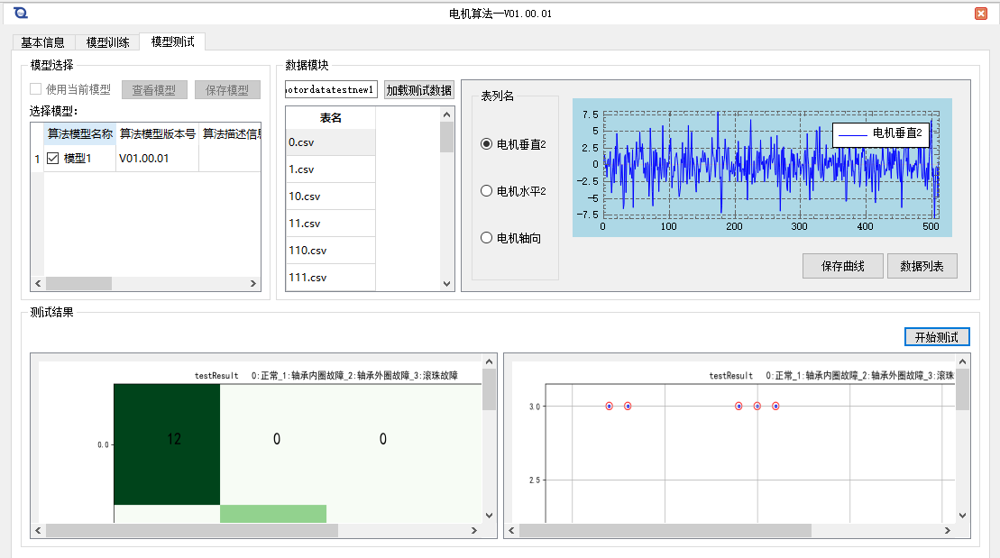 电机算法—V01.00.01
基本信息 模型训练 模型测试
模型选择
使用当前模型 查看模型 保存模型
选择模型:
算法模型名称 算法模型版本号 算法描述信息
1 模型1 V01.00.01
数据模块
otordatatestnew1 加载测试数据
表名
0.csv
1.csv
10.csv
11.csv
110.csv
111.csv
表列名
电机垂直2
电机水平2
电机轴向
7.5
5
2.5
0
-2.5
-5
-7.5
0 100 200 300 400 500
电机垂直2
保存曲线 数据列表
测试结果
开始测试
testResult 0:正常_1:轴承内圈故障_2:轴承外圈故障_3:滚珠故障
0.0
12 0 0
testResult 0:正常_1:轴承内圈故障_2:轴承外圈故障_3:滚珠
3.0
2.5